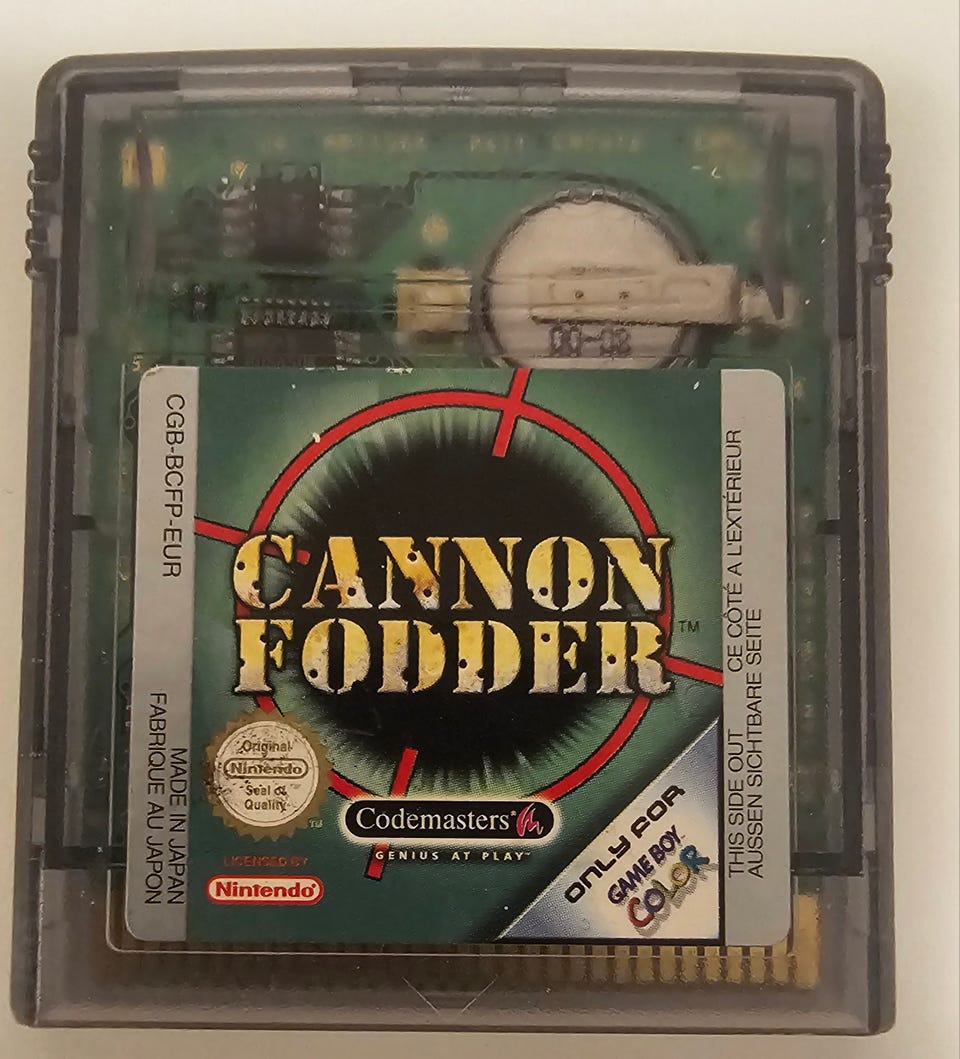 CGB-BCFP-EUR
CANNON
FODDER
TM
Original
Nintendo
Seal of
Quality
TM
LICENSED BY
Nintendo
Codemasters
GENIUS AT PLAY™
ONLY FOR
GAME BOY
COLOR
MADE IN JAPAN
FABRIQUE AU JAPON
THIS SIDE OUT CE CÔTÉ A L'EXTÉRIEUR
AUSSEN SICHTBARE SEITE